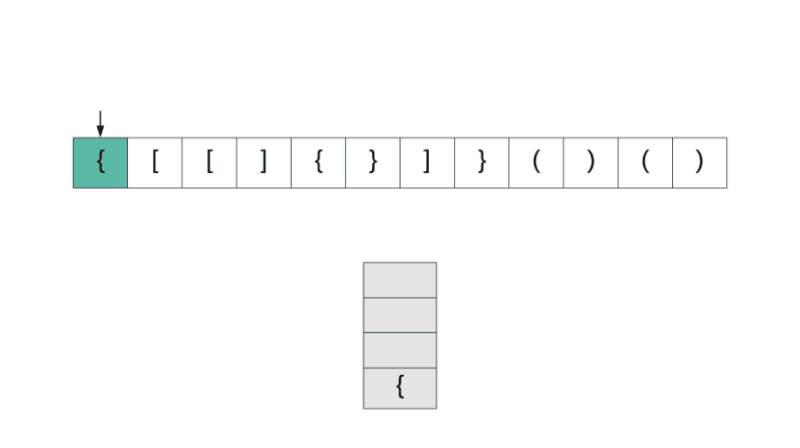 { [ [ ] { } ] } ( ) ( )
{